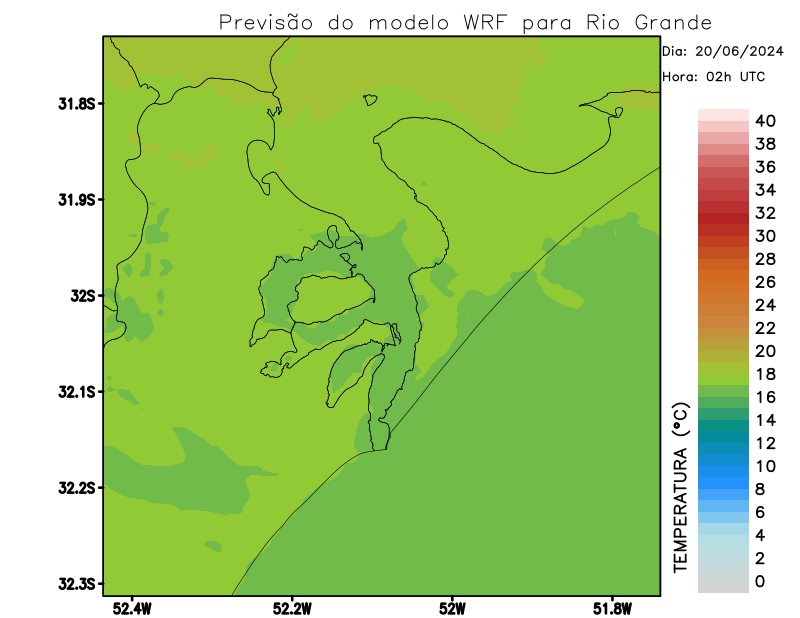 Previsão do modelo WRF para Rio Grande
Dia: 20/06/2024
Hora: 02h UTC
31.8S
31.9S
32S
32.1S
32.2S
32.3S
52.4W
52.2W
52W
51.8W
TEMPERATURA (°C)
40
38
36
34
32
30
28
26
24
22
20
18
16
14
12
10
8
6
4
2
0